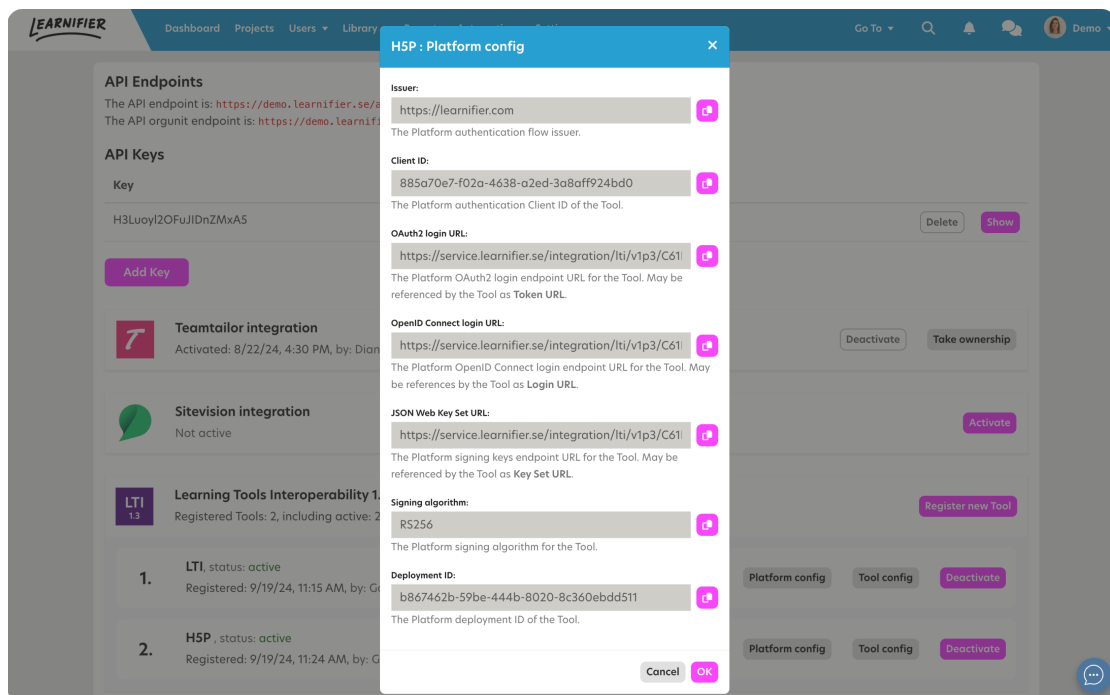 LEARNIFIER
Dashboard Projects Users Library
Go To
Demo
H5P : Platform config
API Endpoints
The API endpoint is: https://demo.learnifier.se/a
The API orgunit endpoint is: https://demo.learnifi
API Keys
Key
H3Luoyl2OFuJIDnZMxA5
Delete Show
Add Key
Teamtailor integration
Activated: 8/22/24, 4:30 PM, by: Dian
Deactivate Take ownership
Sitevision integration
Not active
Activate
LTI
1.3
Learning Tools Interoperability 1.
Registered Tools: 2, including active: 2
Register new Tool
1.
LTI, status: active
Registered: 9/19/24, 11:15 AM, by: Go
Platform config Tool config Deactivate
2.
H5P , status: active
Registered: 9/19/24, 11:24 AM, by: G
Platform config Tool config Deactivate
Issuer:
https://learnifier.com
The Platform authentication flow issuer.
Client ID:
885a70e7-f02a-4638-a2ed-3a8aff924bd0
The Platform authentication Client ID of the Tool.
OAuth2 login URL:
https://service.learnifier.se/integration/lti/v1p3/C61
The Platform OAuth2 login endpoint URL for the Tool. May be
referenced by the Tool as Token URL.
OpenID Connect login URL:
https://service.learnifier.se/integration/lti/v1p3/C61
The Platform OpenID Connect login endpoint URL for the Tool. May
be references by the Tool as Login URL.
JSON Web Key Set URL:
https://service.learnifier.se/integration/lti/v1p3/C61
The Platform signing keys endpoint URL for the Tool. May be
referenced by the Tool as Key Set URL.
Signing algorithm:
RS256
The Platform signing algorithm for the Tool.
Deployment ID:
b867462b-59be-444b-8020-8c360ebdd511
The Platform deployment ID of the Tool.
Cancel OK